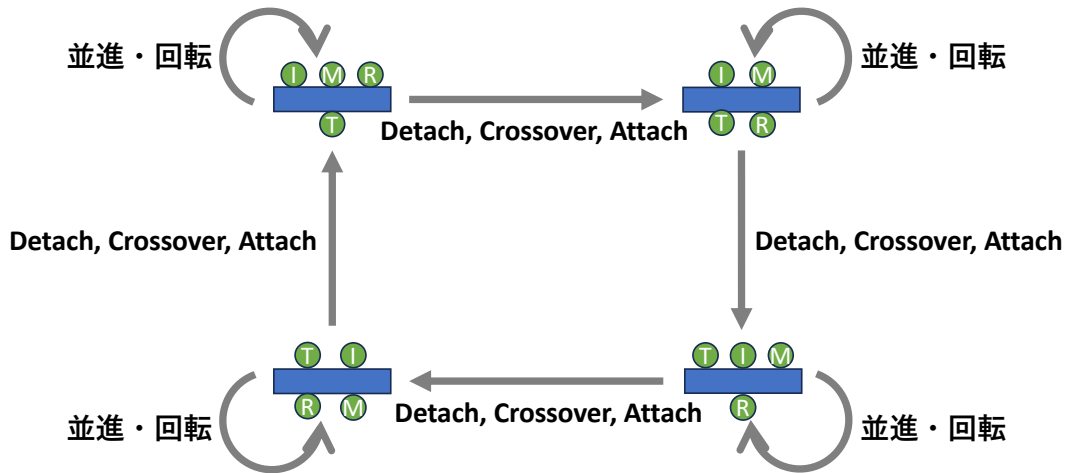 並進・回転
I M R
T
Detach, Crossover, Attach
I M
T R
並進・回転
Detach, Crossover, Attach
Detach, Crossover, Attach
T I
R M
並進・回転
Detach, Crossover, Attach
T I M
R
並進・回転